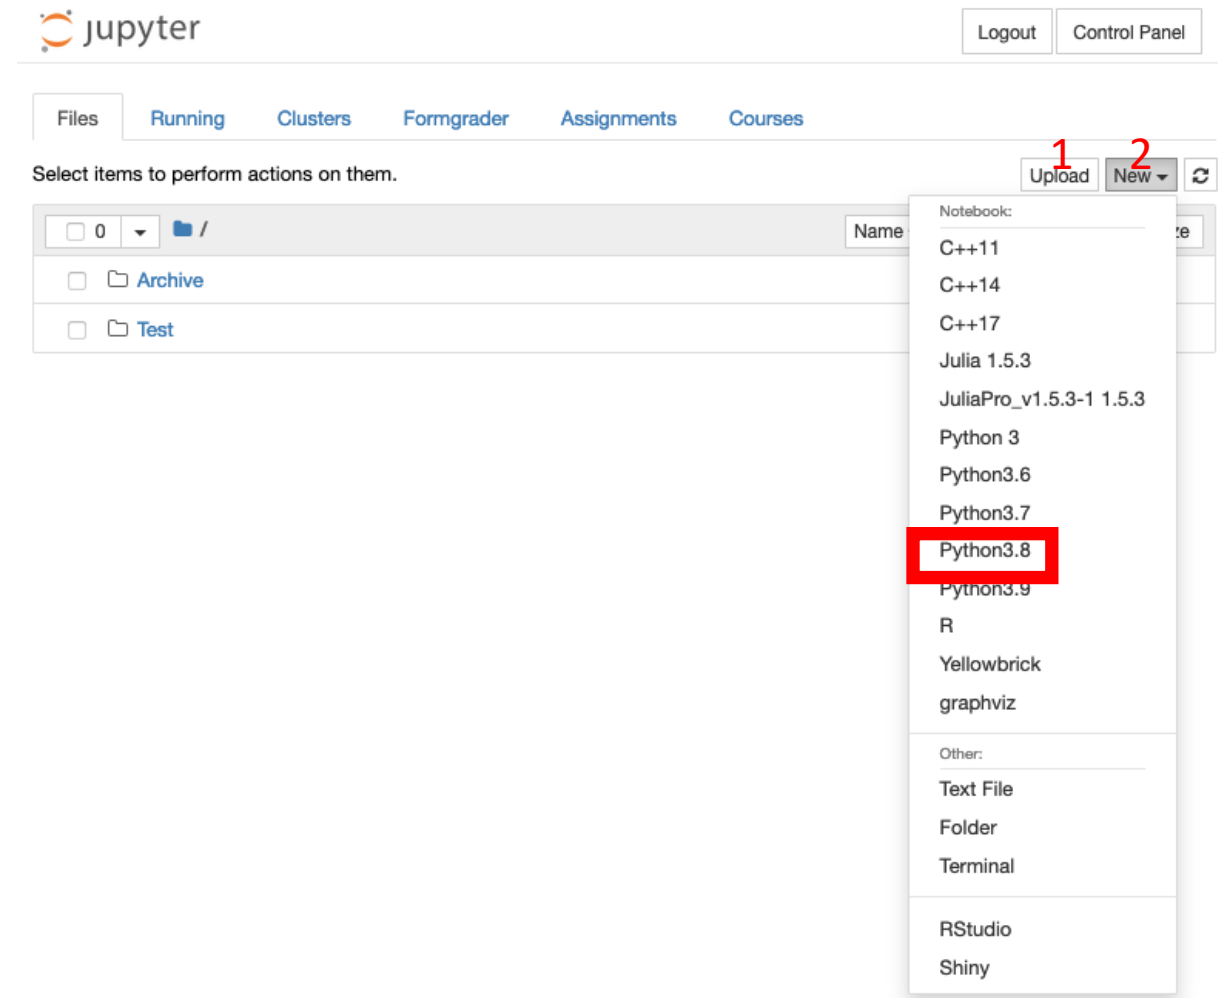 jupyter
Logout Control Panel
Files Running Clusters Formgrader Assignments Courses
1 2
Select items to perform actions on them.
Upload New
0 /
Name
ze
Archive
Test
Notebook:
C++11
C++14
C++17
Julia 1.5.3
JuliaPro_v1.5.3-1 1.5.3
Python 3
Python3.6
Python3.7
Python3.8
Python3.9
R
Yellowbrick
graphviz
Other:
Text File
Folder
Terminal
RStudio
Shiny